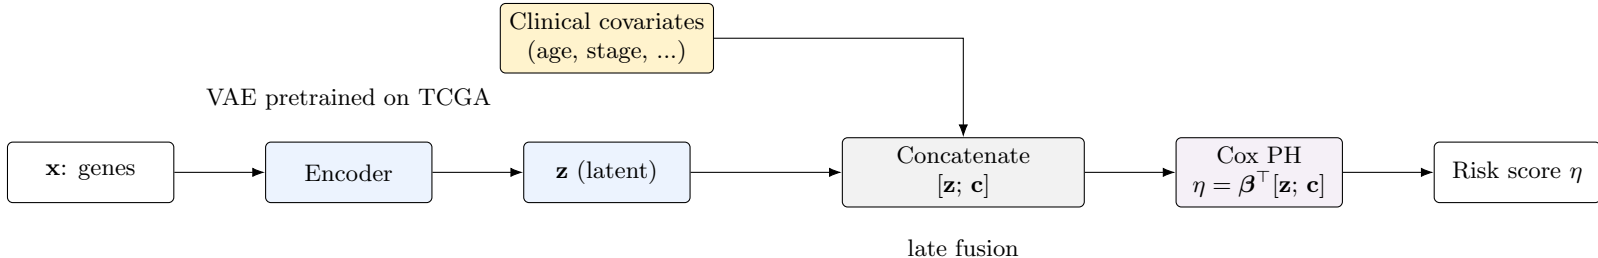 Clinical covariates
(age, stage, ...)
VAE pretrained on TCGA
x: genes
Encoder
z (latent)
Concatenate
[z; c]
Cox PH
η = β⊤[z; c]
Risk score η
late fusion